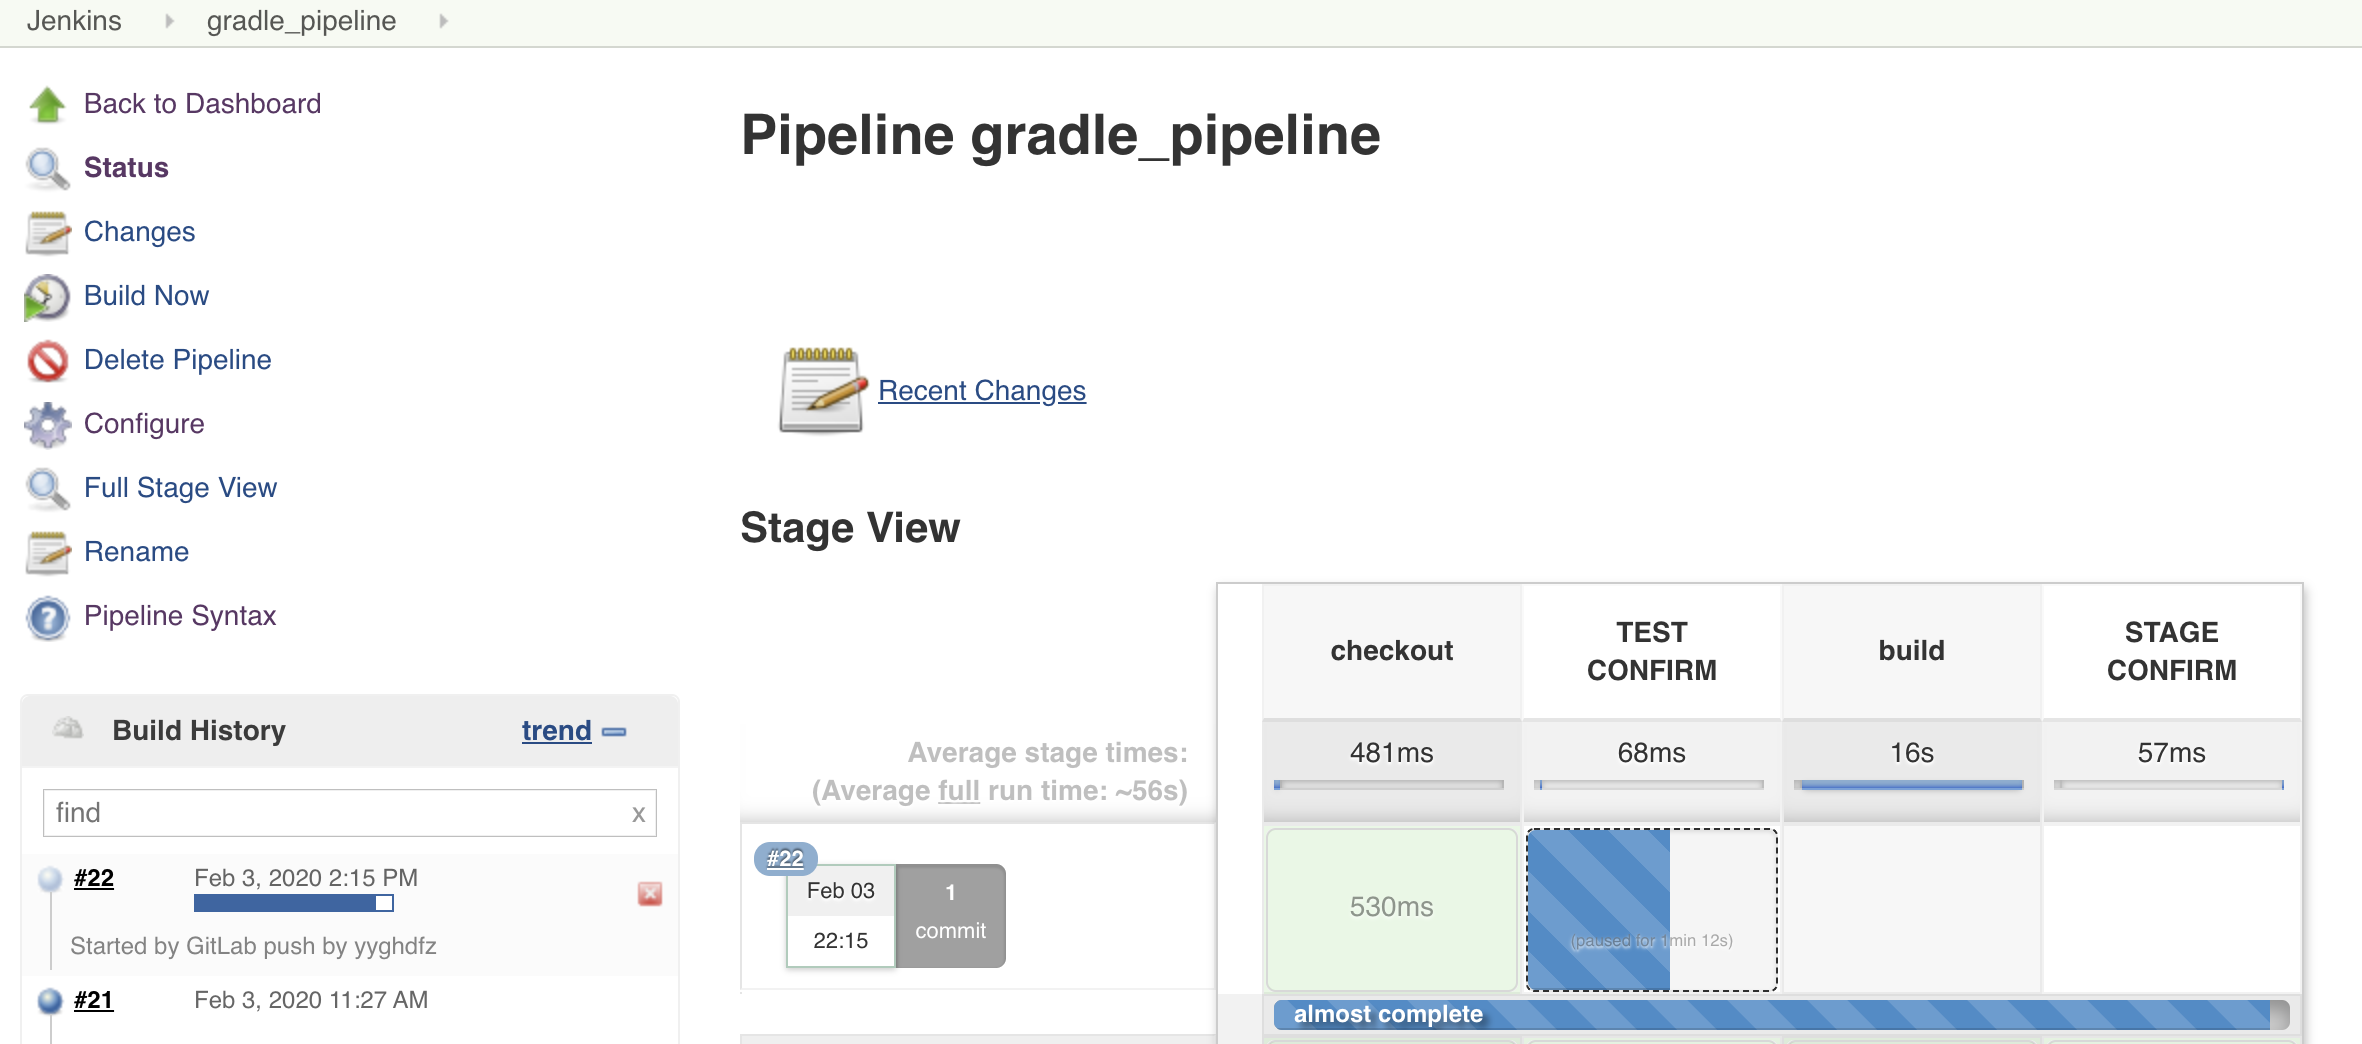 Jenkins gradle_pipeline
Back to Dashboard
Status
Changes
Build Now
Delete Pipeline
Configure
Full Stage View
Rename
Pipeline Syntax
Build History trend
find x
#22 Feb 3, 2020 2:15 PM
Started by GitLab push by yyghdfz
#21 Feb 3, 2020 11:27 AM
Pipeline gradle_pipeline
Recent Changes
Stage View
checkout
TEST
CONFIRM
build
STAGE
CONFIRM
Average stage times:
(Average full run time: ~56s)
481ms 68ms 16s 57ms
#22
Feb 03
22:15
1
commit
530ms
(paused for 1min 12s)
almost complete